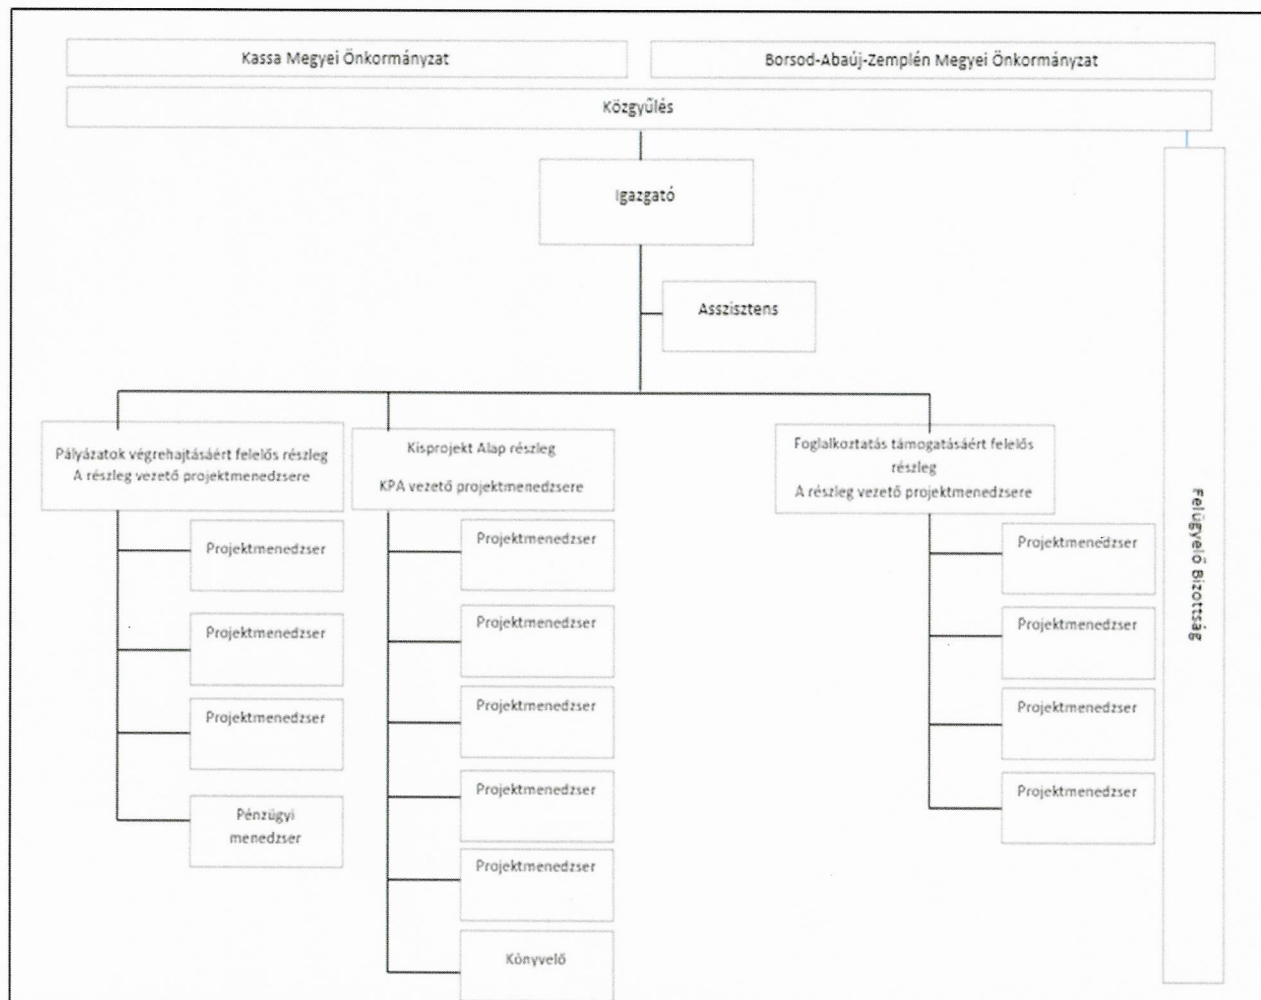 Kassa Megyei Önkormányzat
Borsod-Abaúj-Zemplén Megyei Önkormányzat
Közgyűlés
Igazgató
Asszisztens
Pályázatok végrehajtásáért felelős részleg
A részleg vezető projektmenedzsere
Projektmenedzser
Projektmenedzser
Projektmenedzser
Pénzügyi
menedzser
Kisprojekt Alap részleg
KPA vezető projektmenedzsere
Projektmenedzser
Projektmenedzser
Projektmenedzser
Projektmenedzser
Projektmenedzser
Könyvelő
Foglalkoztatás támogatásáért felelős
részleg
A részleg vezető projektmenedzsere
Projektmenedzser
Projektmenedzser
Projektmenedzser
Projektmenedzser
Felügyelő Bizottság